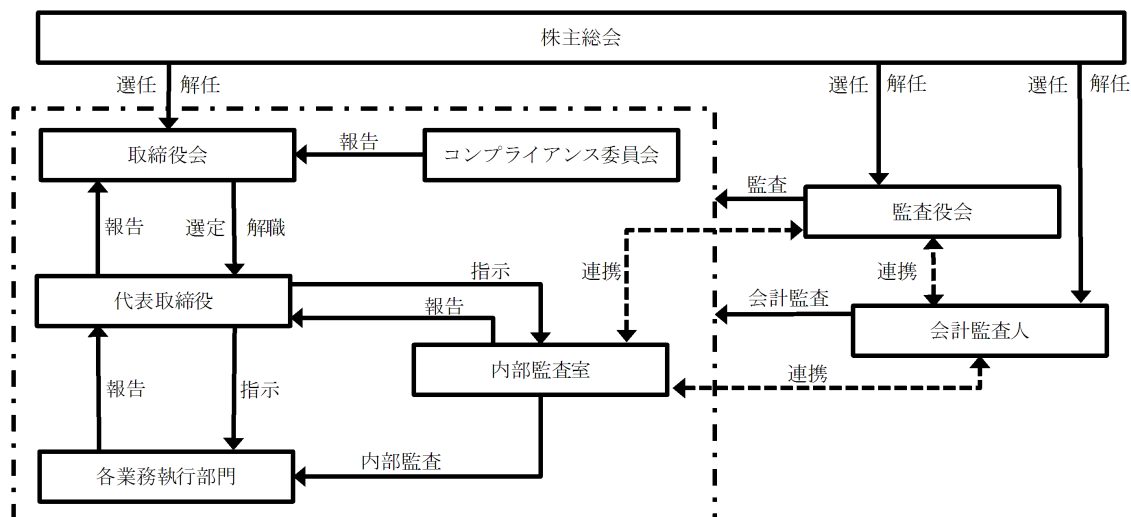 株主総会
選任 解任
選任 解任
選任 解任
取締役会
報告
コンプライアンス委員会
監査
監査役会
報告
選定 解職
連携
連携
指示
代表取締役
報告
会計監査
会計監査人
内部監査室
連携
報告
指示
内部監査
各業務執行部門